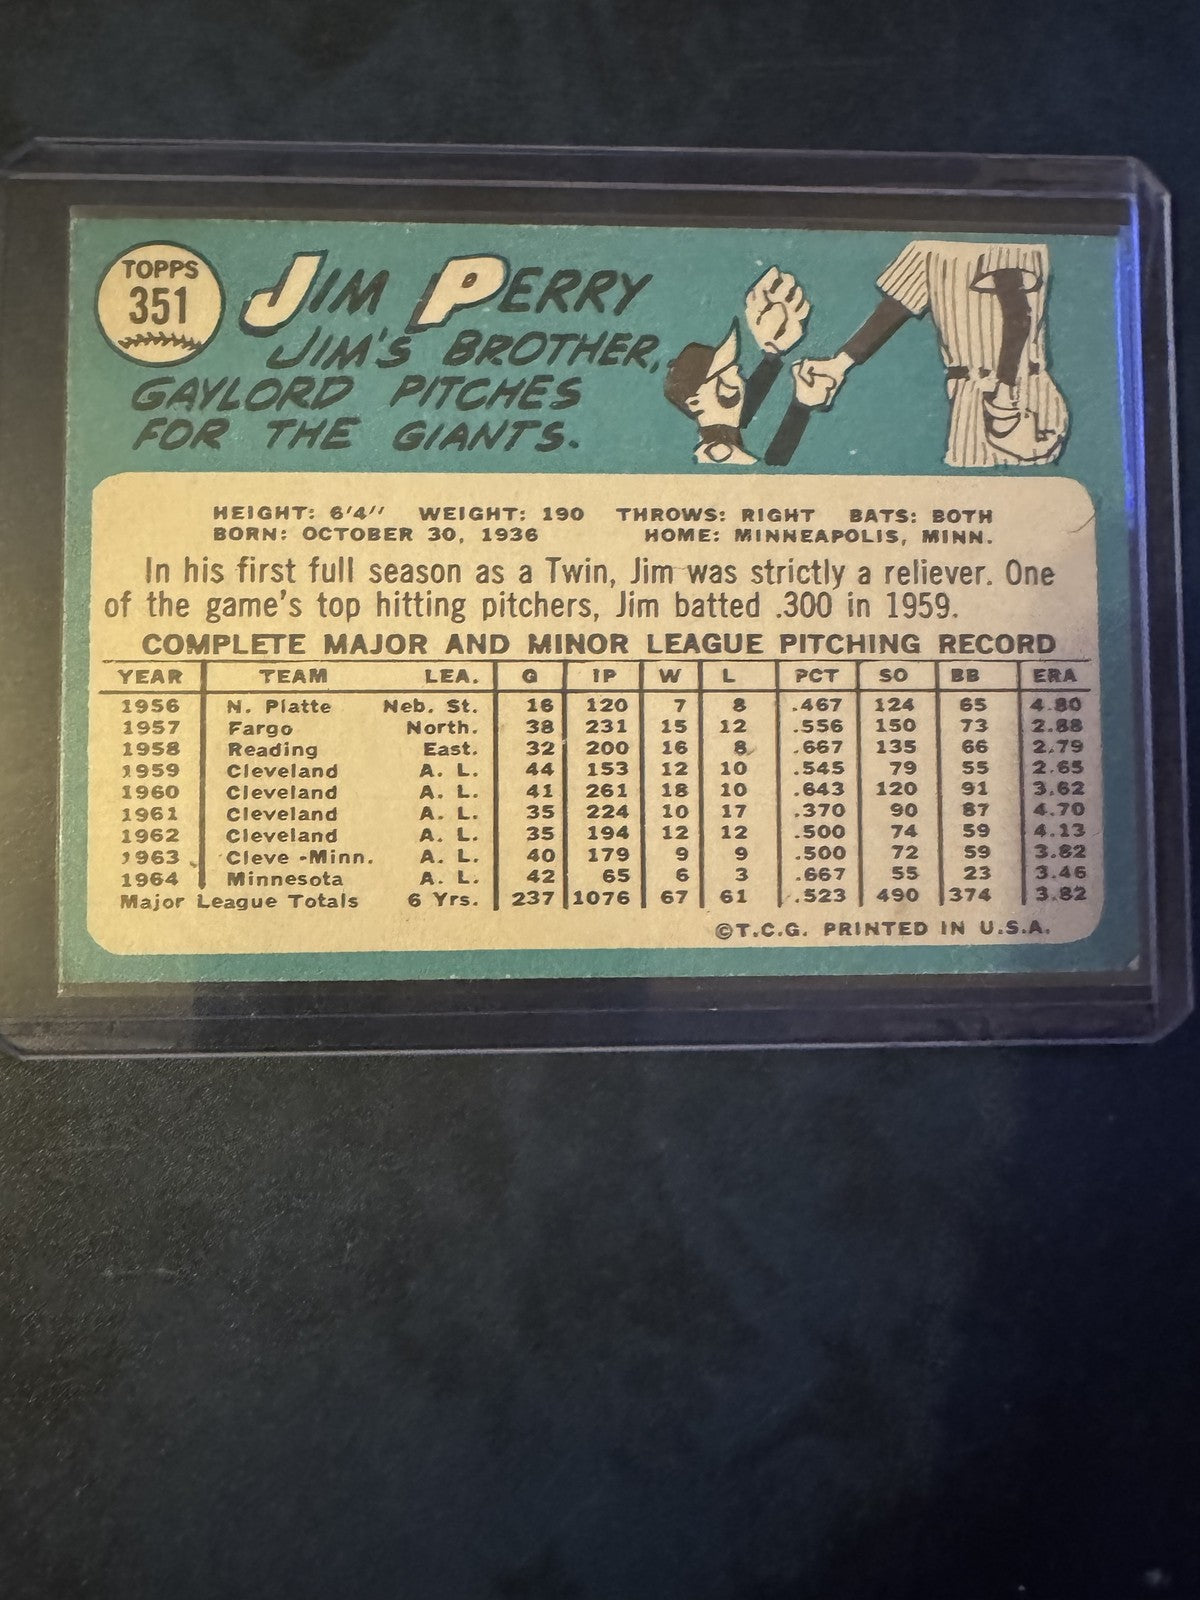 TOPPS
351
JIM PERRY
JIM'S BROTHER,
GAYLORD PITCHES
FOR THE GIANTS.
HEIGHT: 6'4" WEIGHT: 190 THROWS: RIGHT BATS: BOTH
BORN: OCTOBER 30, 1936 HOME: MINNEAPOLIS, MINN.
In his first full season as a Twin, Jim was strictly a reliever. One
of the game's top hitting pitchers, Jim batted .300 in 1959.
COMPLETE MAJOR AND MINOR LEAGUE PITCHING RECORD
YEAR TEAM LEA. G IP W L PCT SO BB ERA
1956 N. Platte Neb. St. 16 120 7 8 .467 124 65 4.80
1957 Fargo North. 38 231 15 12 .556 150 73 2.88
1958 Reading East. 32 200 16 8 .667 135 66 2.79
1959 Cleveland A. L. 44 153 12 10 .545 79 55 2.65
1960 Cleveland A. L. 41 261 18 10 .643 120 91 3.62
1961 Cleveland A. L. 35 224 10 17 .370 90 87 4.70
1962 Cleveland A. L. 35 194 12 12 .500 74 59 4.13
1963 Cleve -Minn. A. L. 40 179 9 9 .500 72 59 3.82
1964 Minnesota A. L. 42 65 6 3 .667 55 23 3.46
Major League Totals 6 Yrs. 237 1076 67 61 .523 490 374 3.82
©T.C.G. PRINTED IN U.S.A.